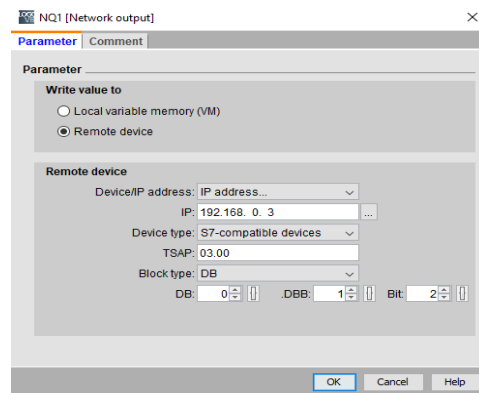 NQ1 [Network output]
Parameter Comment
Parameter
Write value to
Local variable memory (VM)
Remote device
Remote device
Device/IP address: IP address...
IP: 192.168. 0. 3 ...
Device type: S7-compatible devices
TSAP: 03.00
Block type: DB
DB: 0 .DBB: 1 Bit: 2
OK Cancel Help